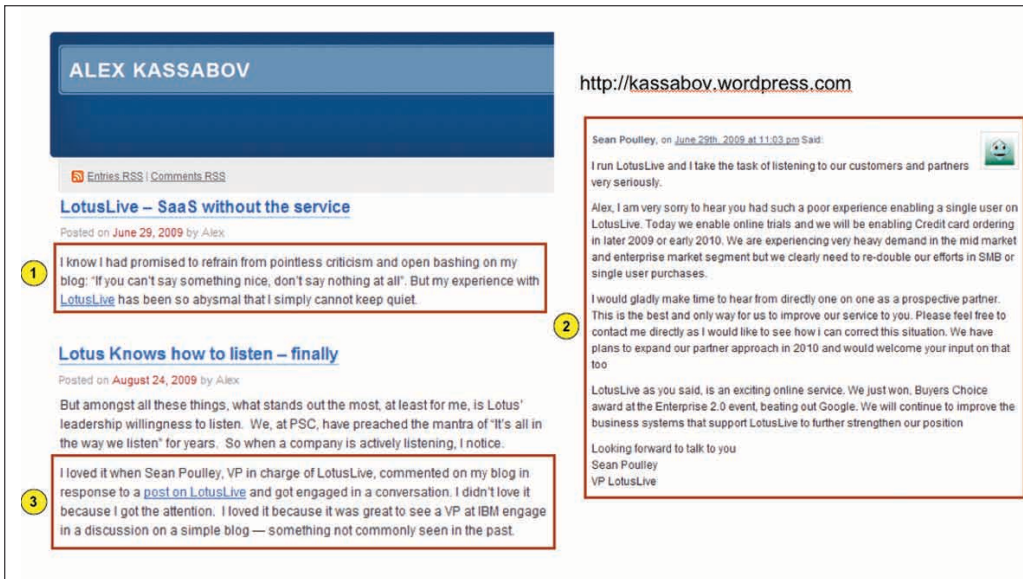 ALEX KASSABOV
http://kassabov.wordpress.com
Entries RSS | Comments RSS
LotusLive – SaaS without the service
Posted on June 29, 2009 by Alex
1
I know I had promised to refrain from pointless criticism and open bashing on my
blog: “If you can’t say something nice, don’t say nothing at all”. But my experience with
LotusLive has been so abysmal that I simply cannot keep quiet.
Lotus Knows how to listen – finally
Posted on August 24, 2009 by Alex
But amongst all these things, what stands out the most, at least for me, is Lotus’
leadership willingness to listen. We, at PSC, have preached the mantra of “It’s all in
the way we listen” for years. So when a company is actively listening, I notice.
3
I loved it when Sean Poulley, VP in charge of LotusLive, commented on my blog in
response to a post on LotusLive and got engaged in a conversation. I didn’t love it
because I got the attention. I loved it because it was great to see a VP at IBM engage
in a discussion on a simple blog — something not commonly seen in the past.
2
Sean Poulley, on June 29th, 2009 at 11:03 pm Said:
I run LotusLive and I take the task of listening to our customers and partners
very seriously.
Alex, I am very sorry to hear you had such a poor experience enabling a single user on
LotusLive. Today we enable online trials and we will be enabling Credit card ordering
in later 2009 or early 2010. We are experiencing very heavy demand in the mid market
and enterprise market segment but we clearly need to re-double our efforts in SMB or
single user purchases.
I would gladly make time to hear from directly one on one as a prospective partner.
This is the best and only way for us to improve our service to you. Please feel free to
contact me directly as I would like to see how i can correct this situation. We have
plans to expand our partner approach in 2010 and would welcome your input on that
too
LotusLive as you said, is an exciting online service. We just won, Buyers Choice
award at the Enterprise 2.0 event, beating out Google. We will continue to improve the
business systems that support LotusLive to further strengthen our position
Looking forward to talk to you
Sean Poulley
VP LotusLive